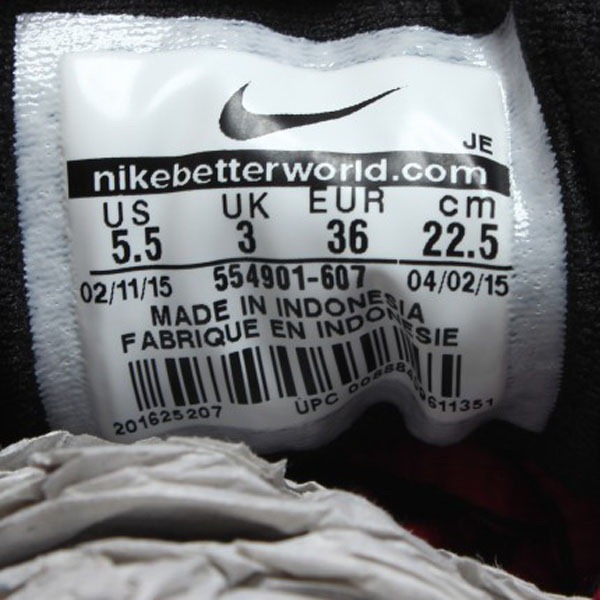 JE
nikebetterworld.com
US UK EUR cm
5.5 3 36 22.5
02/11/15 554901-607 04/02/15
MADE IN INDONESIA
FABRIQUE EN INDONESIE
201625207 UPC